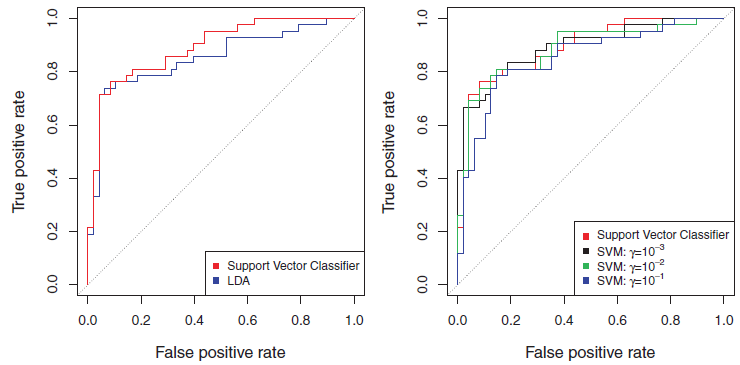 True positive rate
1.0
0.8
0.6
0.4
0.2
0.0
Support Vector Classifier
LDA
0.0 0.2 0.4 0.6 0.8 1.0
False positive rate
True positive rate
1.0
0.8
0.6
0.4
0.2
0.0
Support Vector Classifier
SVM: γ=10⁻³
SVM: γ=10⁻²
SVM: γ=10⁻¹
0.0 0.2 0.4 0.6 0.8 1.0
False positive rate